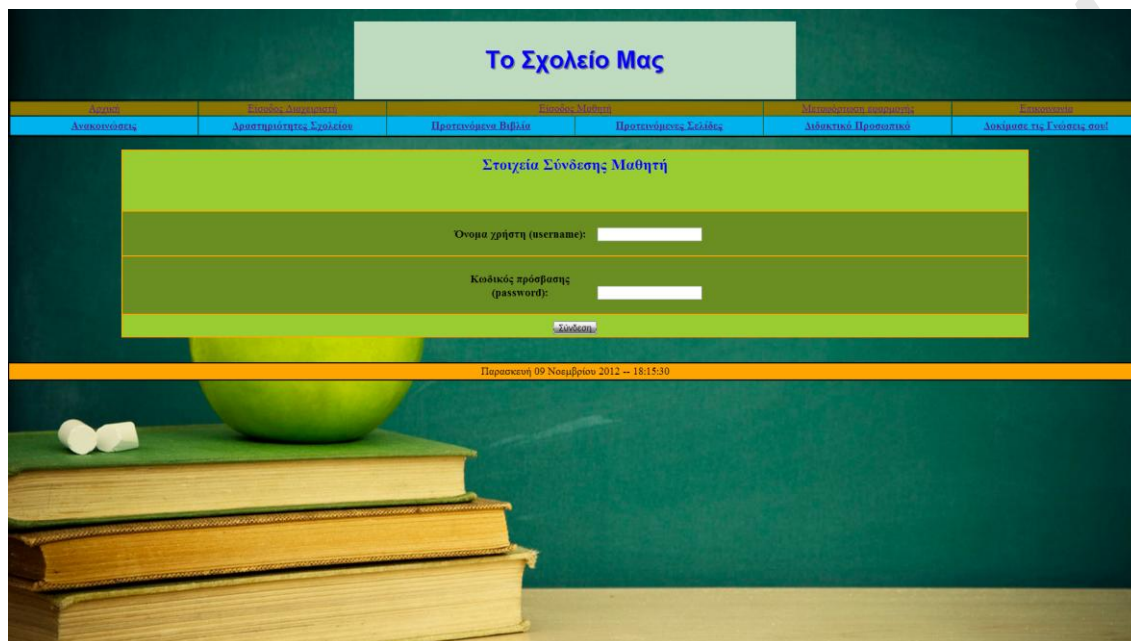 Το Σχολείο Μας
Αρχική Είσοδος Διαχειριστή Είσοδος Μαθητή Μεταφόρτωση εφαρμογής Επικοινωνία
Ανακοινώσεις Δραστηριότητες Σχολείου Προτεινόμενα Βιβλία Προτεινόμενες Σελίδες Διδακτικό Προσωπικό Δοκίμασε τις Γνώσεις σου!
Στοιχεία Σύνδεσης Μαθητή
Όνομα χρήστη (username):
Κωδικός πρόσβασης
(password):
Σύνδεση
Παρασκευή 09 Νοεμβρίου 2012 -- 18:15:30